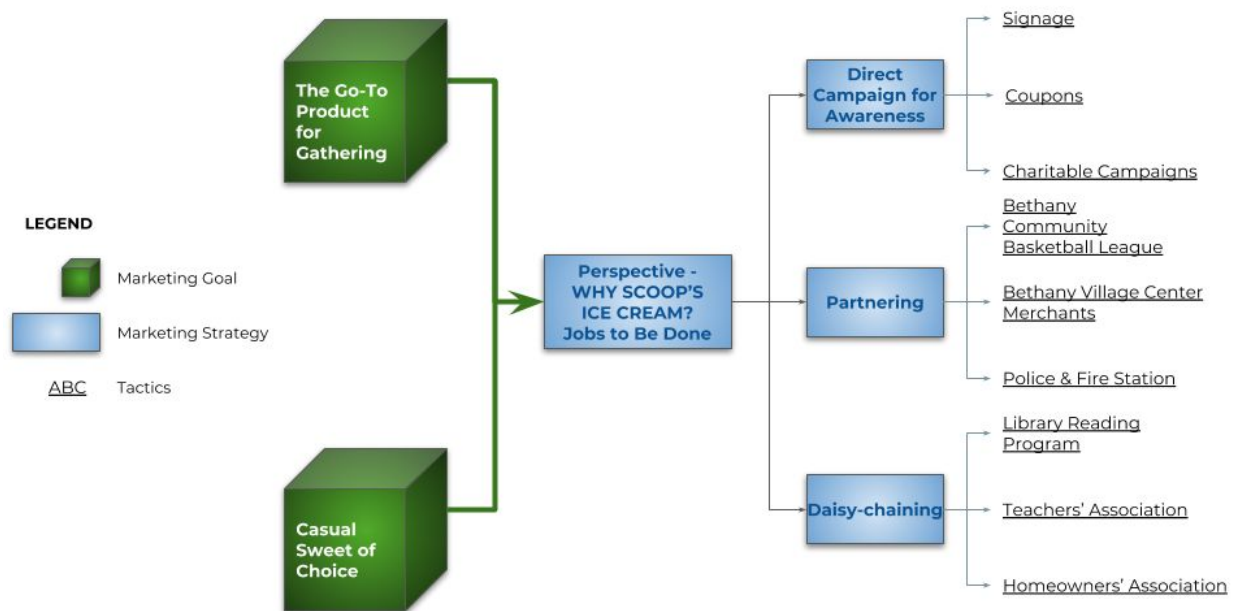 The Go-To
Product
for
Gathering
LEGEND
Marketing Goal
Marketing Strategy
ABC
Tactics
Casual
Sweet of
Choice
Perspective -
WHY SCOOP'S
ICE CREAM?
Jobs to Be Done
Direct
Campaign for
Awareness
Signage
Coupons
Charitable Campaigns
Partnering
Bethany
Community
Basketball League
Bethany Village Center
Merchants
Police & Fire Station
Daisy-chaining
Library Reading
Program
Teachers' Association
Homeowners' Association